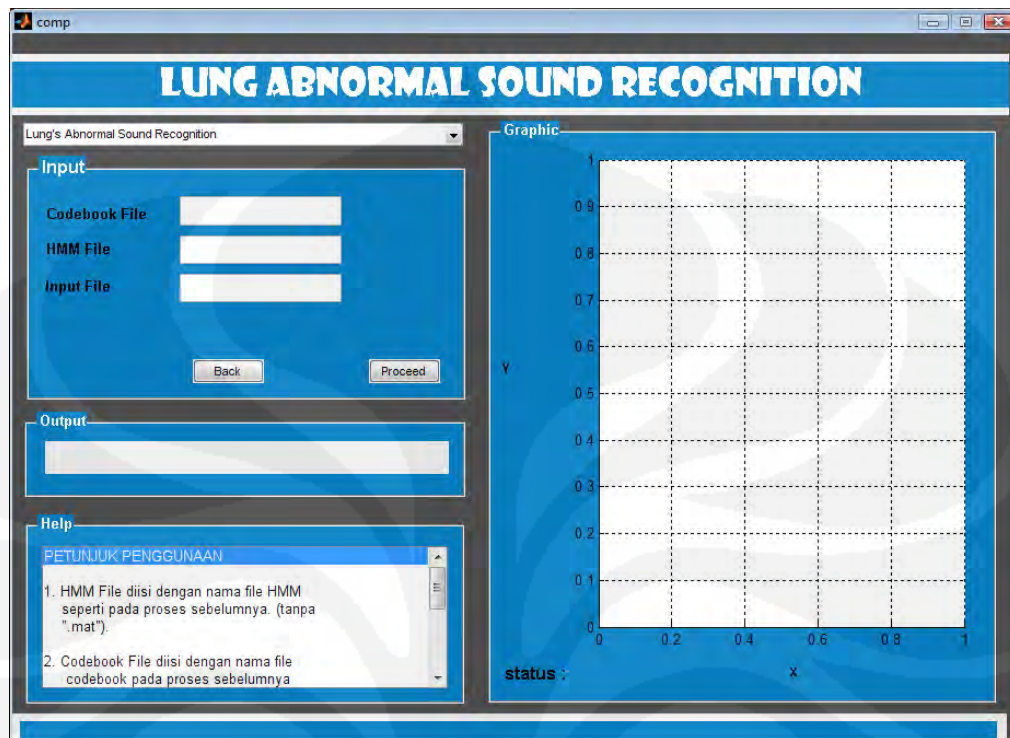 comp
LUNG ABNORMAL SOUND RECOGNITION
Lung's Abnormal Sound Recognition
Input
Codebook File
HMM File
Input File
Back
Proceed
Output
Help
PETUNJUK PENGGUNAAN
1. HMM File diisi dengan nama file HMM
seperti pada proses sebelumnya. (tanpa
".mat").
2. Codebook File diisi dengan nama file
codebook pada proses sebelumnya
Graphic
1
0.9
0.8
0.7
0.6
Y
0.5
0.4
0.3
0.2
0.1
0
0 0.2 0.4 0.6 0.8 1
X
status :